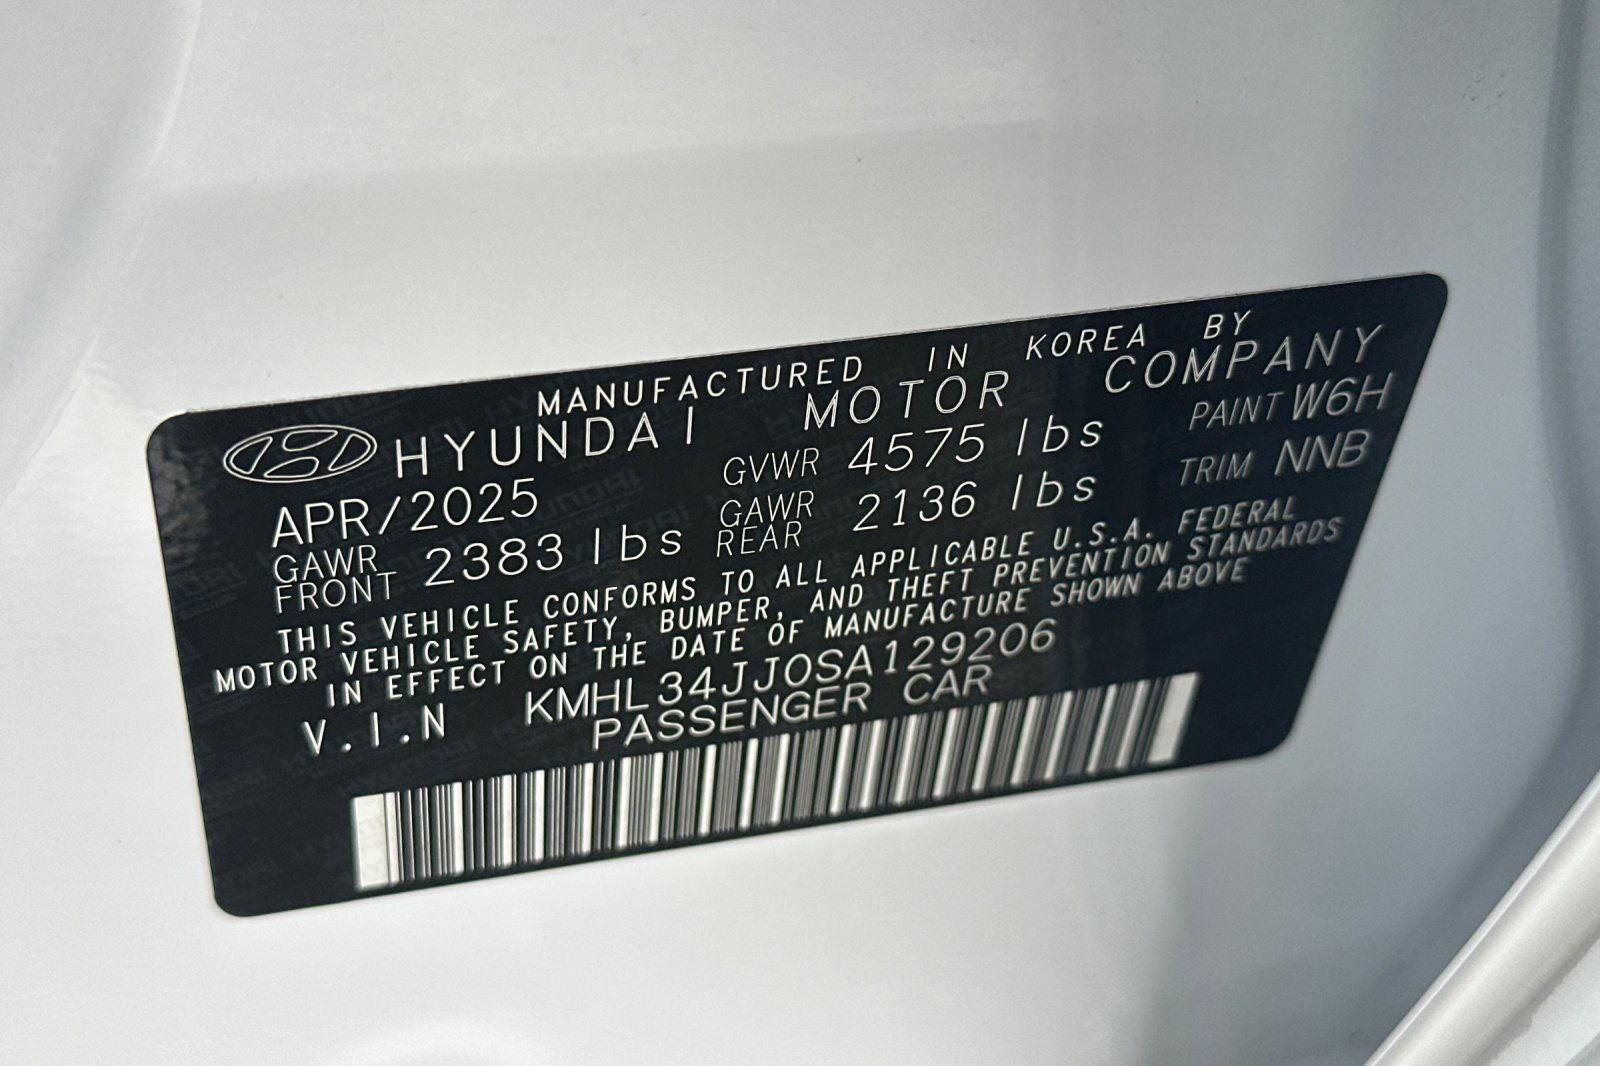 MANUFACTURED IN KOREA BY
HYUNDAI MOTOR COMPANY
APR/2025 GVWR 4575 lbs PAINT W6H
GAWR FRONT 2383 lbs GAWR REAR 2136 lbs TRIM NNB
THIS VEHICLE CONFORMS TO ALL APPLICABLE U.S.A. FEDERAL
MOTOR VEHICLE SAFETY, BUMPER, AND THEFT PREVENTION STANDARDS
IN EFFECT ON THE DATE OF MANUFACTURE SHOWN ABOVE
V.I.N KMHL34JJ0SA129206
PASSENGER CAR